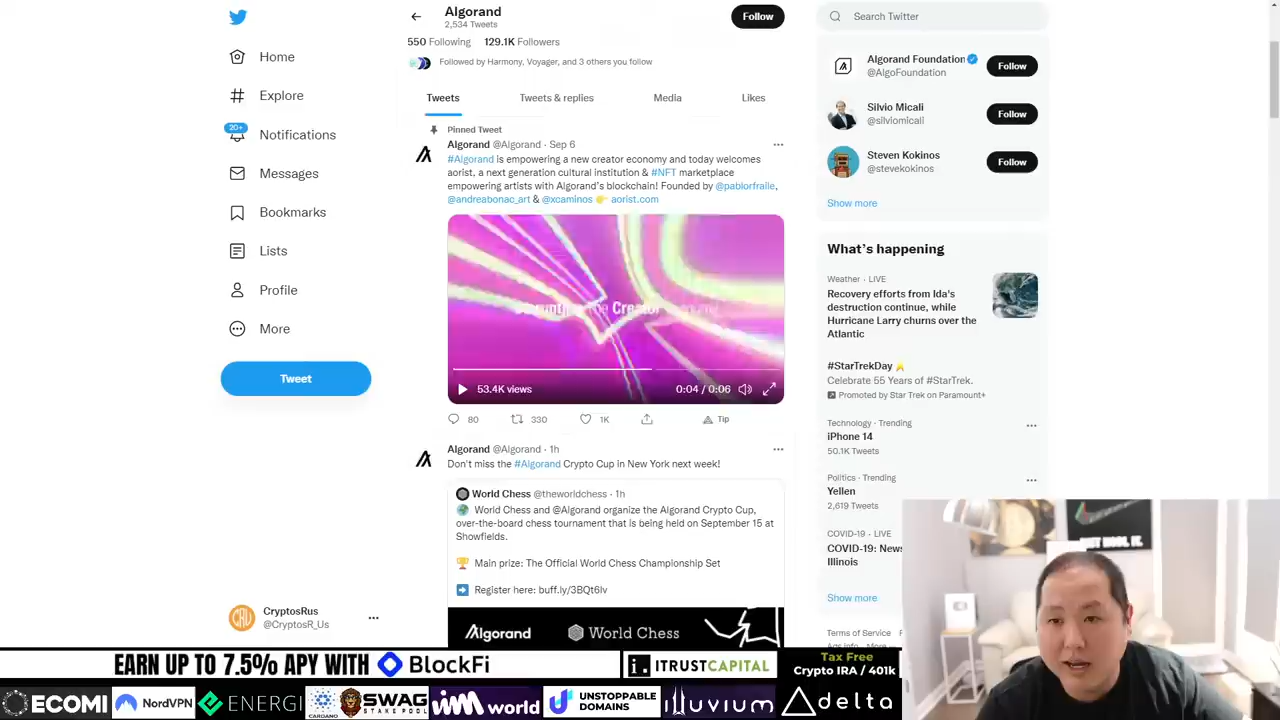 Algorand
2,534 Tweets
Follow
550 Following 129.1K Followers
Followed by Harmony, Voyager, and 3 others you follow
Tweets Tweets & replies Media Likes
Pinned Tweet
Algorand @Algorand · Sep 6
#Algorand is empowering a new creator economy and today welcomes
aorist, a next generation cultural institution & #NFT marketplace
empowering artists with Algorand's blockchain! Founded by @pablorfraile,
@andreabonac_art & @xcaminos 👉 aorist.com
the Creator
53.4K views
0:04 / 0:06
80 330 1K Tip
Algorand @Algorand · 1h
Don't miss the #Algorand Crypto Cup in New York next week!
World Chess @theworldchess · 1h
World Chess and @Algorand organize the Algorand Crypto Cup,
over-the-board chess tournament that is being held on September 15 at
Showfields.
🏆 Main prize: The Official World Chess Championship Set
➡️ Register here: buff.ly/3BQt6lv
Algorand World Chess
Home
Explore
20+
Notifications
Messages
Bookmarks
Lists
Profile
More
Tweet
CryptosRus
@CryptosR_Us
Search Twitter
Algorand Foundation
@AlgoFoundation
Follow
Silvio Micali
@silviomicali
Follow
Steven Kokinos
@stevekokinos
Follow
Show more
What's happening
Weather · LIVE
Recovery efforts from Ida's
destruction continue, while
Hurricane Larry churns over the
Atlantic
#StarTrekDay
Celebrate 55 Years of #StarTrek.
Promoted by Star Trek on Paramount+
Technology · Trending
iPhone 14
50.1K Tweets
Politics · Trending
Yellen
2,619 Tweets
COVID-19 · LIVE
COVID-19: News
Illinois
Show more
Terms of Service
Ads info More
EARN UP TO 7.5% APY WITH BlockFi
i. ITRUSTCAPITAL
Tax Free
Crypto IRA / 401k
ECOMI
NordVPN
ENERGI
CARDANO
SWAG
STAKE POOL
world
UNSTOPPABLE
DOMAINS
illuvium
delta